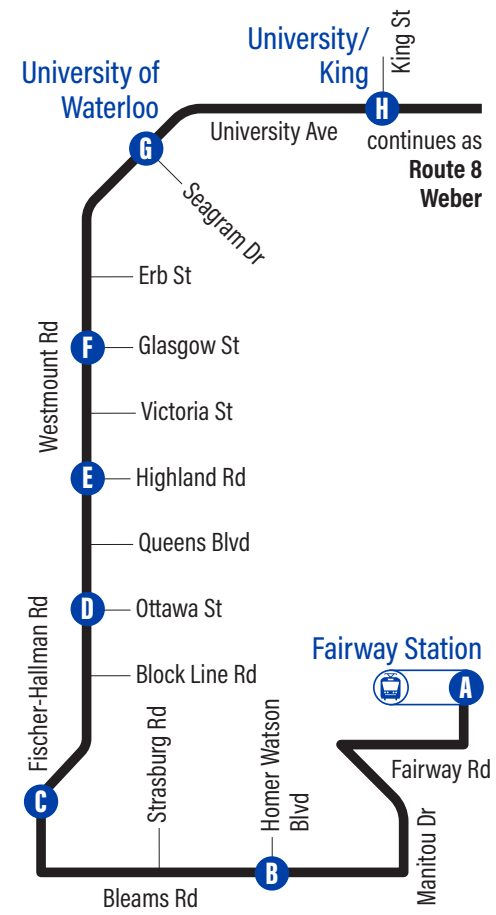 University/
King
King St
University of
Waterloo
H
University Ave
continues as
Route 8
Weber
G
Seagram Dr
Erb St
Westmount Rd
F
Glasgow St
Victoria St
E
Highland Rd
Queens Blvd
D
Ottawa St
Fischer-Hallman Rd
Block Line Rd
Fairway Station
A
Strasburg Rd
Homer Watson
Blvd
Fairway Rd
C
Manitou Dr
B
Bleams Rd